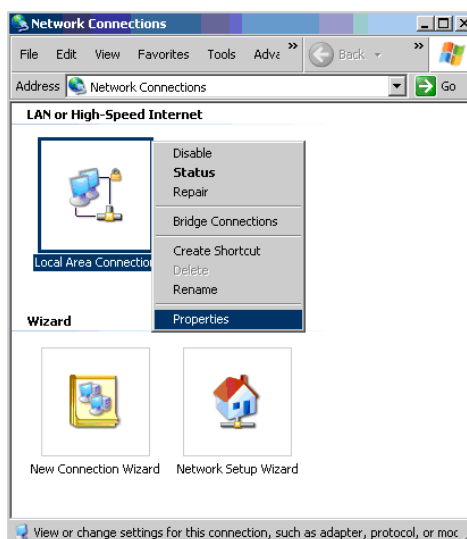 Network Connections
File Edit View Favorites Tools Adva » Back »
Address Network Connections Go
LAN or High-Speed Internet
Disable
Status
Repair
Bridge Connections
Create Shortcut
Delete
Rename
Properties
Local Area Connection
Wizard
New Connection Wizard Network Setup Wizard
View or change settings for this connection, such as adapter, protocol, or moc